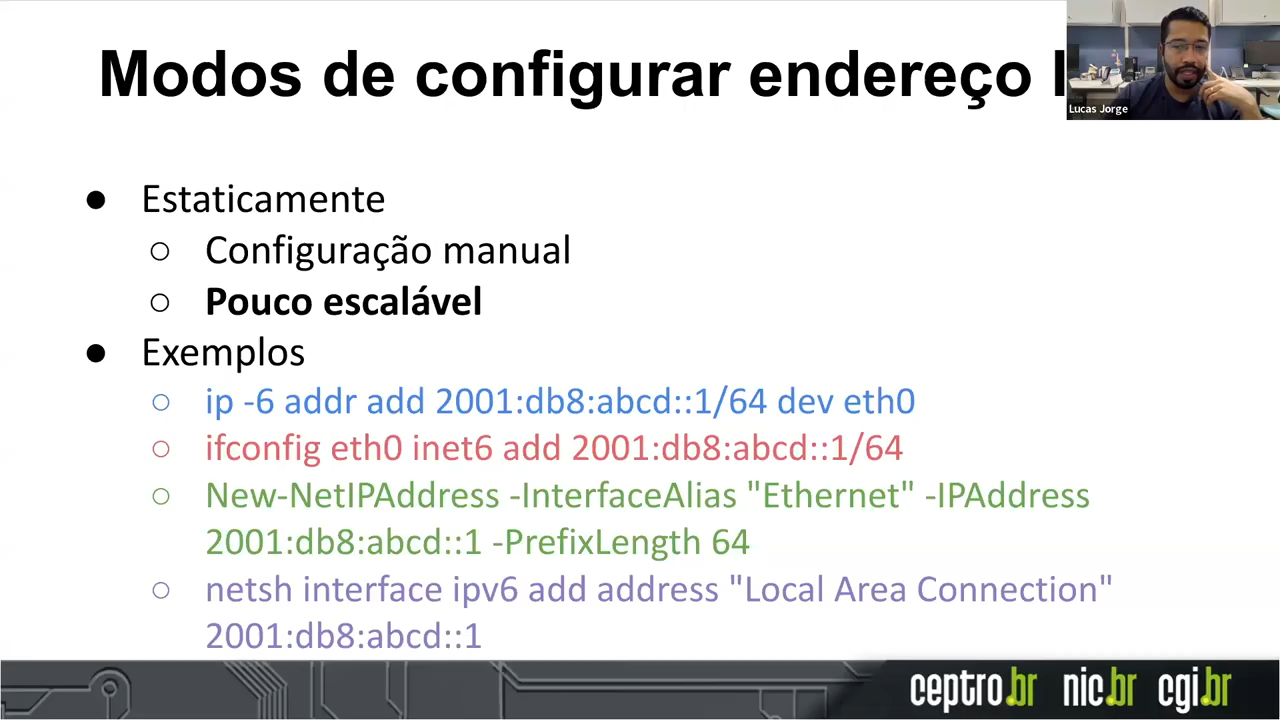 Modos de configurar endereço
Lucas Jorge
● Estaticamente
○ Configuração manual
○ Pouco escalável
● Exemplos
○ ip -6 addr add 2001:db8:abcd::1/64 dev eth0
○ ifconfig eth0 inet6 add 2001:db8:abcd::1/64
○ New-NetIPAddress -InterfaceAlias "Ethernet" -IPAddress
2001:db8:abcd::1 -PrefixLength 64
○ netsh interface ipv6 add address "Local Area Connection"
2001:db8:abcd::1
ceptro.br nic.br cgi.br